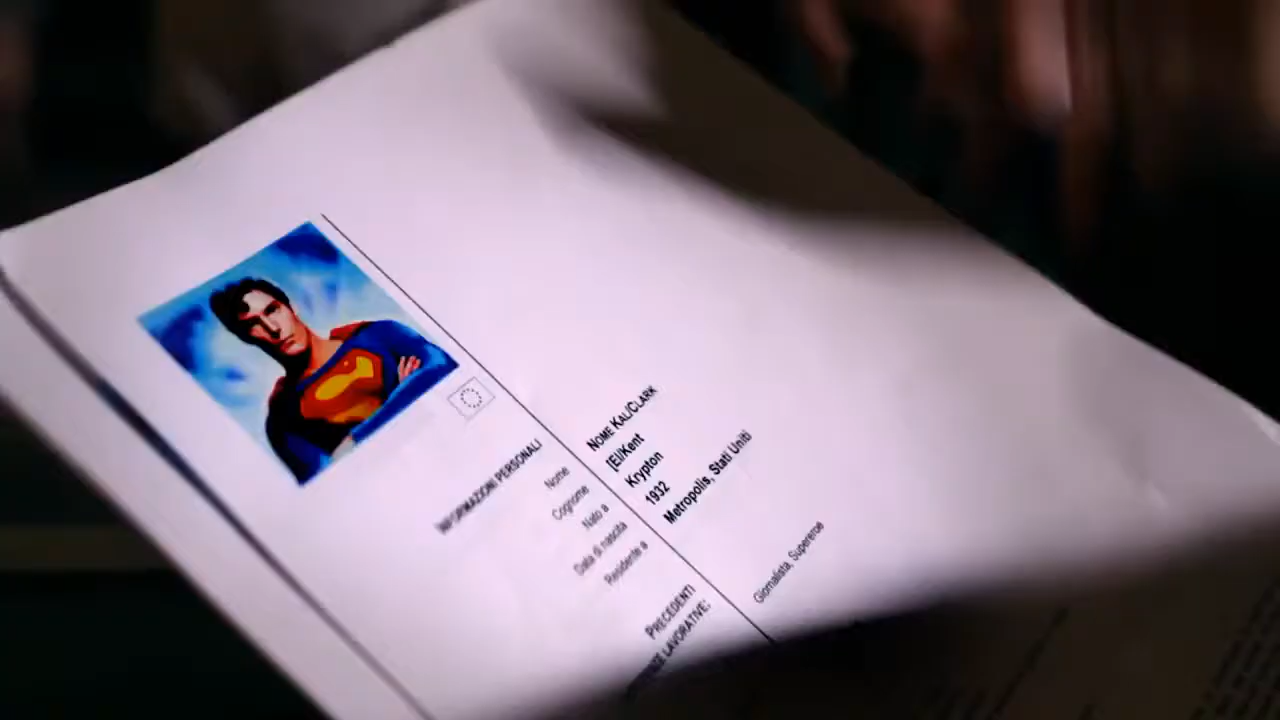 INFORMAZIONI PERSONALI
Nome NOME KAL/CLARK
Cognome [El/Kent
Nato a Krypton
Data di nascita 1932
Residente a Metropolis, Stati Uniti
PRECEDENTI
LAVORATIVE: Giornalista, Supereroe